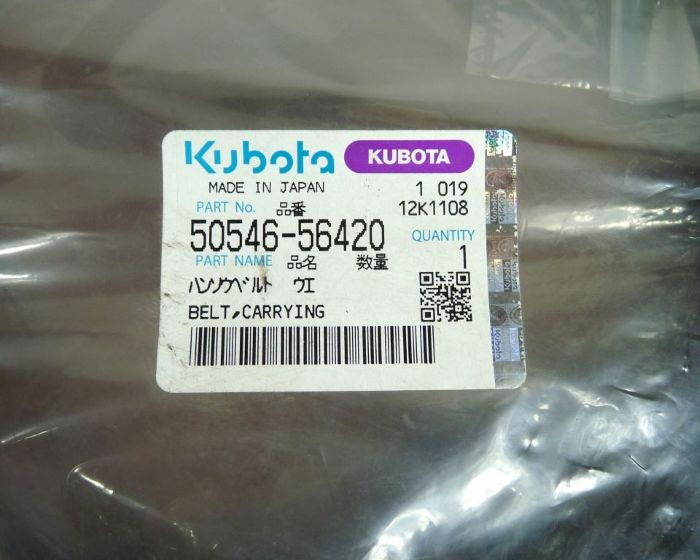 Kubota KUBOTA
MADE IN JAPAN 1 019
PART No. 品番 12K1108
50546-56420 QUANTITY
PART NAME 品名 数量 1
ハンソウベルト ウエ
BELT,CARRYING